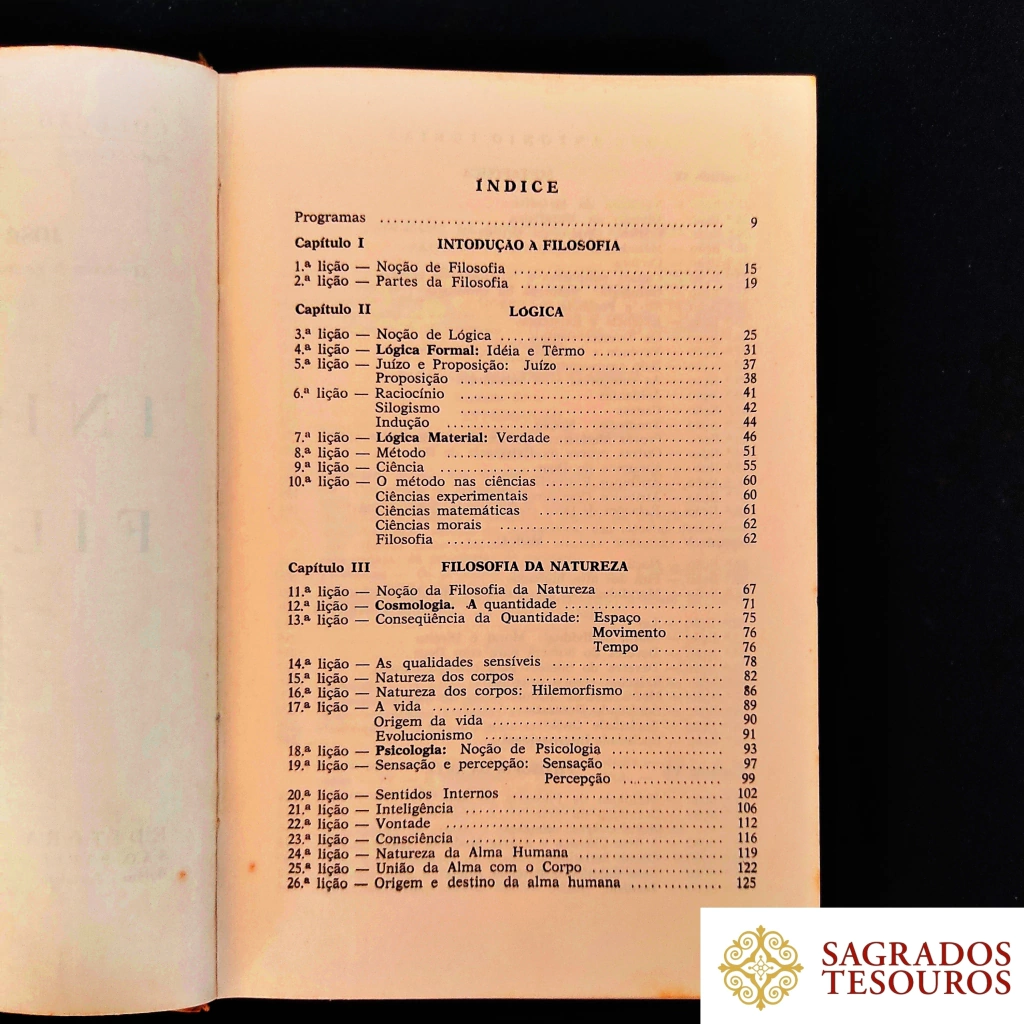 ÍNDICE
Programas ........................................ 9
Capítulo I INTODUÇÃO A FILOSOFIA
1.ª lição — Noção de Filosofia ........................ 15
2.ª lição — Partes da Filosofia ........................ 19
Capítulo II LÓGICA
3.ª lição — Noção de Lógica ........................ 25
4.ª lição — Lógica Formal: Idéia e Têrmo ............ 31
5.ª lição — Juízo e Proposição: Juízo ............ 37
Proposição ........................ 38
6.ª lição — Raciocínio ........................ 41
Silogismo ........................ 42
Indução ........................ 44
7.ª lição — Lógica Material: Verdade ............ 46
8.ª lição — Método ........................ 51
9.ª lição — Ciência ........................ 55
10.ª lição — O método nas ciências ............ 60
Ciências experimentais ............ 60
Ciências matemáticas ............ 61
Ciências morais ............ 62
Filosofia ........................ 62
Capítulo III FILOSOFIA DA NATUREZA
11.ª lição — Noção da Filosofia da Natureza ............ 67
12.ª lição — Cosmologia. A quantidade ............ 71
13.ª lição — Conseqüência da Quantidade: Espaço ........... 75
Movimento ....... 76
Tempo ........... 76
14.ª lição — As qualidades sensíveis ............ 78
15.ª lição — Natureza dos corpos ............ 82
16.ª lição — Natureza dos corpos: Hilemorfismo ............ 86
17.ª lição — A vida ........................ 89
Origem da vida ............ 90
Evolucionismo ............ 91
18.ª lição — Psicologia: Noção de Psicologia ............ 93
19.ª lição — Sensação e percepção: Sensação ............ 97
Percepção ............ 99
20.ª lição — Sentidos Internos ............ 102
21.ª lição — Inteligência ............ 106
22.ª lição — Vontade ............ 112
23.ª lição — Consciência ............ 116
24.ª lição — Natureza da Alma Humana ............ 119
25.ª lição — União da Alma com o Corpo ............ 122
26.ª lição — Origem e destino da alma humana ............ 125
SAGRADOS
TESOUROS